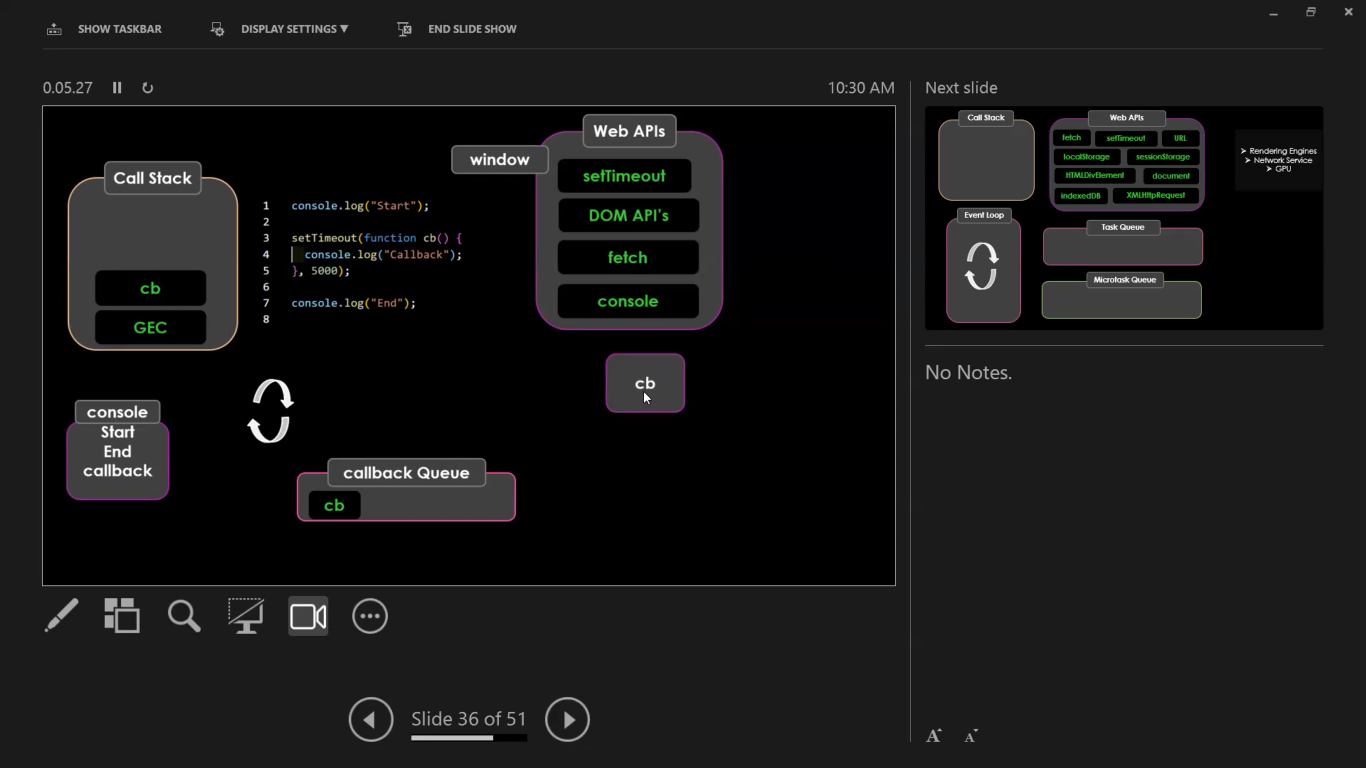 SHOW TASKBAR
DISPLAY SETTINGS ▼
END SLIDE SHOW
0.05.27
10:30 AM
Call Stack
cb
GEC
1 console.log("Start");
2
3 setTimeout(function cb() {
4 console.log("Callback");
5 }, 5000);
6
7 console.log("End");
8
window
Web APIs
setTimeout
DOM API's
fetch
console
cb
console
Start
End
callback
callback Queue
cb
Slide 36 of 51
Next slide
Call Stack
Web APIs
fetch setTimeout URL
localStorage sessionStorage
HTMLDivElement document
indexedDB XMLHttpRequest
➢ Rendering Engines
➢ Network Service
➢ GPU
Event Loop
Task Queue
Microtask Queue
No Notes.
A A